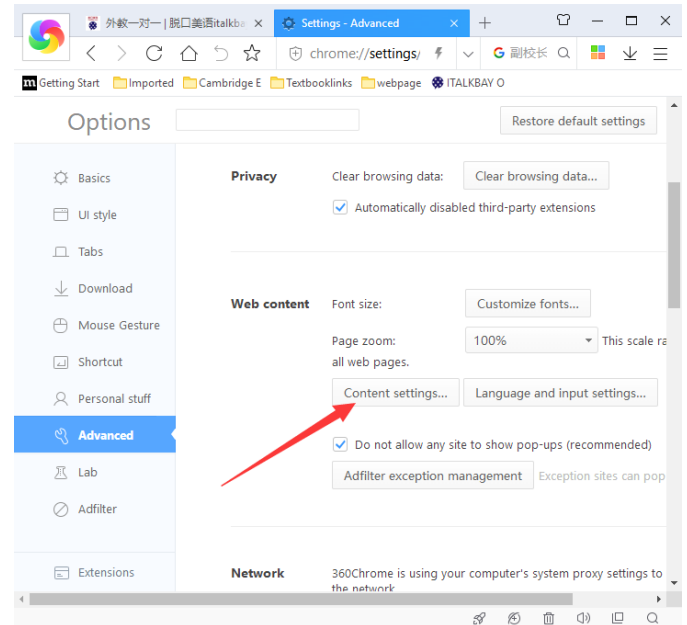 外教一对一 | 脱口美语italkba
Settings - Advanced
chrome://settings/
副校长
Getting Start
Imported
Cambridge E
Textbooklinks
webpage
ITALKBAY O
Options
Restore default settings
Basics
UI style
Tabs
Download
Mouse Gesture
Shortcut
Personal stuff
Advanced
Lab
Adfilter
Extensions
Privacy
Clear browsing data:
Clear browsing data...
Automatically disabled third-party extensions
Web content
Font size:
Customize fonts...
Page zoom:
100%
This scale ra
all web pages.
Content settings...
Language and input settings...
Do not allow any site to show pop-ups (recommended)
Adfilter exception management
Exception sites can pop
Network
360Chrome is using your computer's system proxy settings to
the network.